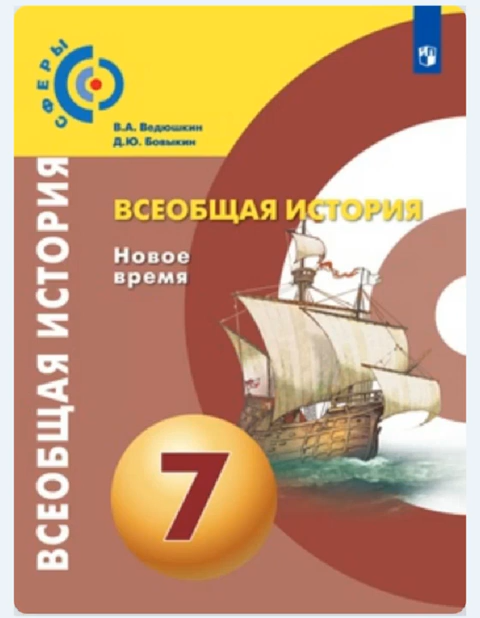 СФЕРЫ
В.А. Ведюшкин
Д.Ю. Бовыкин
ВСЕОБЩАЯ ИСТОРИЯ
Новое
время
ВСЕОБЩАЯ ИСТОРИЯ
7